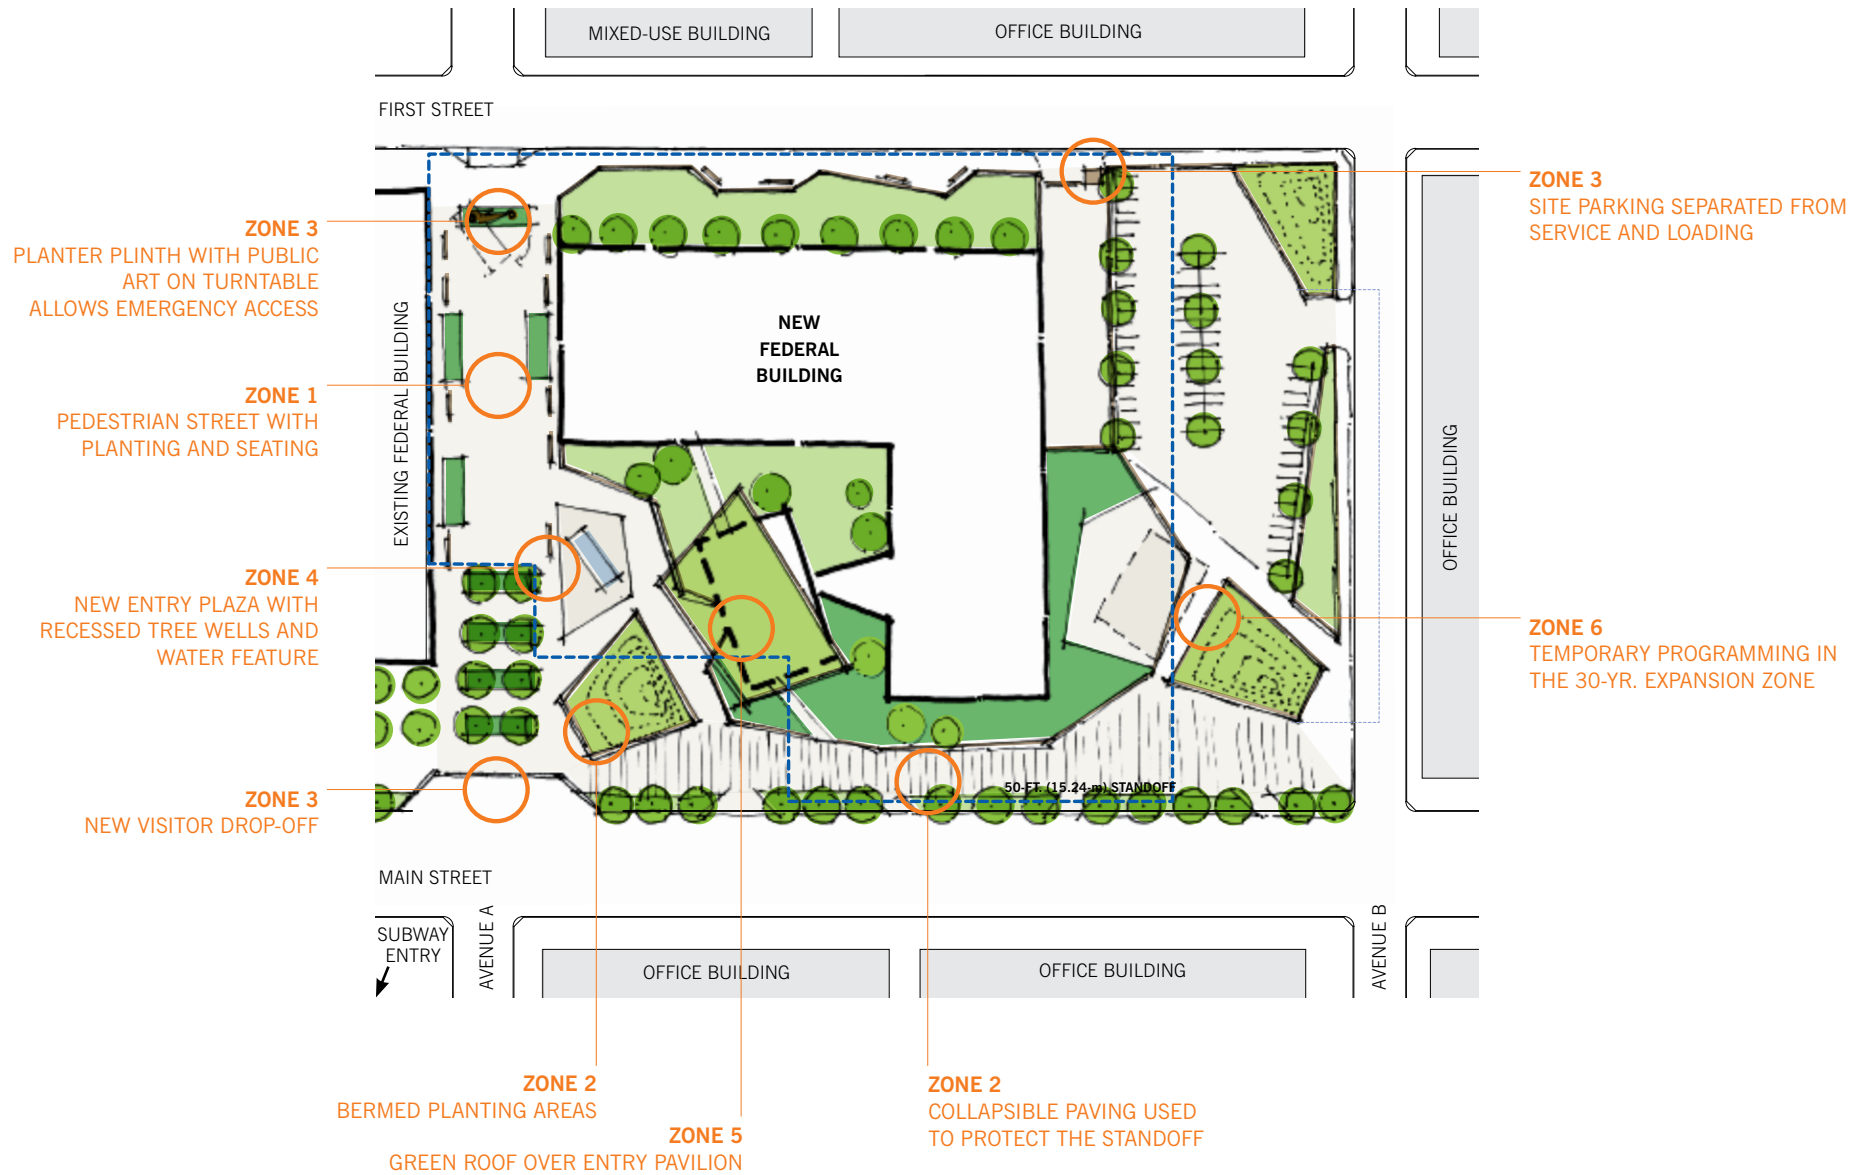 MIXED-USE BUILDING
OFFICE BUILDING
FIRST STREET
ZONE 3
PLANTER PLINTH WITH PUBLIC
ART ON TURNTABLE
ALLOWS EMERGENCY ACCESS
ZONE 1
PEDESTRIAN STREET WITH
PLANTING AND SEATING
ZONE 4
NEW ENTRY PLAZA WITH
RECESSED TREE WELLS AND
WATER FEATURE
ZONE 3
NEW VISITOR DROP-OFF
EXISTING FEDERAL BUILDING
NEW
FEDERAL
BUILDING
50-FT. (15.24-m) STANDOFF
OFFICE BUILDING
ZONE 3
SITE PARKING SEPARATED FROM
SERVICE AND LOADING
ZONE 6
TEMPORARY PROGRAMMING IN
THE 30-YR. EXPANSION ZONE
MAIN STREET
SUBWAY
ENTRY
AVENUE A
OFFICE BUILDING
OFFICE BUILDING
AVENUE B
ZONE 2
BERMED PLANTING AREAS
ZONE 5
GREEN ROOF OVER ENTRY PAVILION
ZONE 2
COLLAPSIBLE PAVING USED
TO PROTECT THE STANDOFF